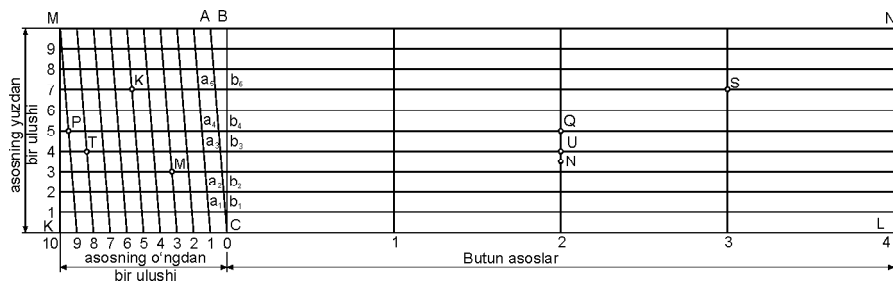 M A B N
9
8
7 K a₅ b₆ S
6
5 P a₄ b₄ Q
4 T a₃ b₃ U
3 M N
2 a₂ b₂
1 a₁ b₁
K C L
10 9 8 7 6 5 4 3 2 1 0 1 2 3 4
asosning yuzdan
bir ulushi
asosning o‘ngdan
bir ulushi
Butun asoslar